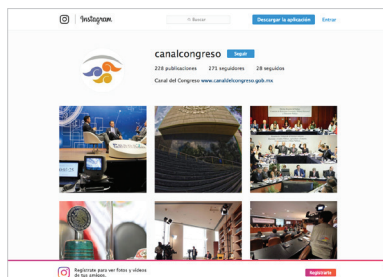 Instagram
Buscar
Descargar la aplicación
Entrar
canalcongreso
Seguir
228 publicaciones 271 seguidores 28 seguidos
Canal del Congreso www.canaldelcongreso.gob.mx
Regístrate para ver fotos y vídeos
de tus amigos.
Registrarte